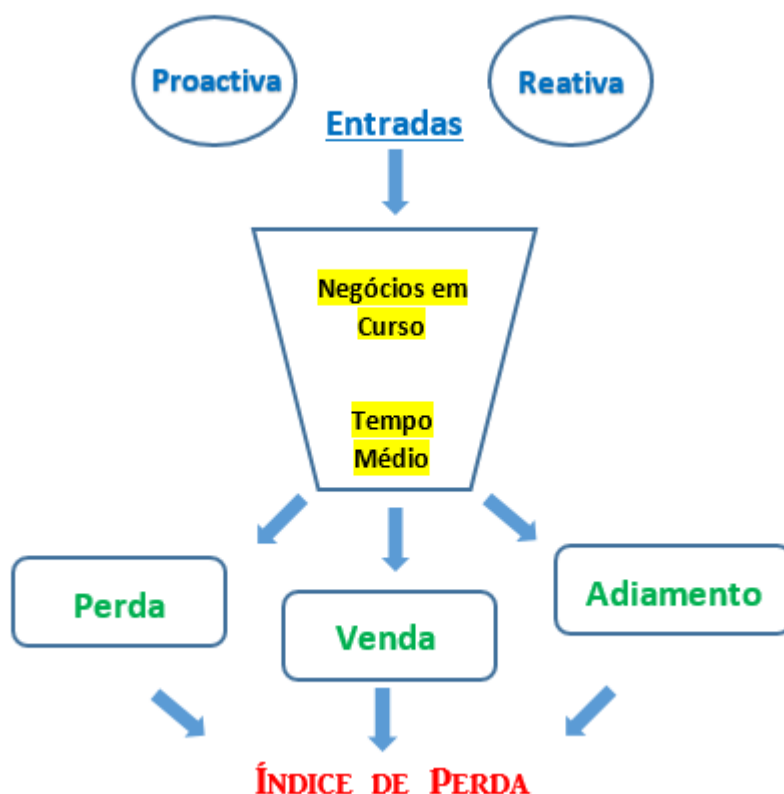 Proactiva
Reativa
Entradas
Negócios em
Curso
Tempo
Médio
Perda
Venda
Adiamento
ÍNDICE DE PERDA